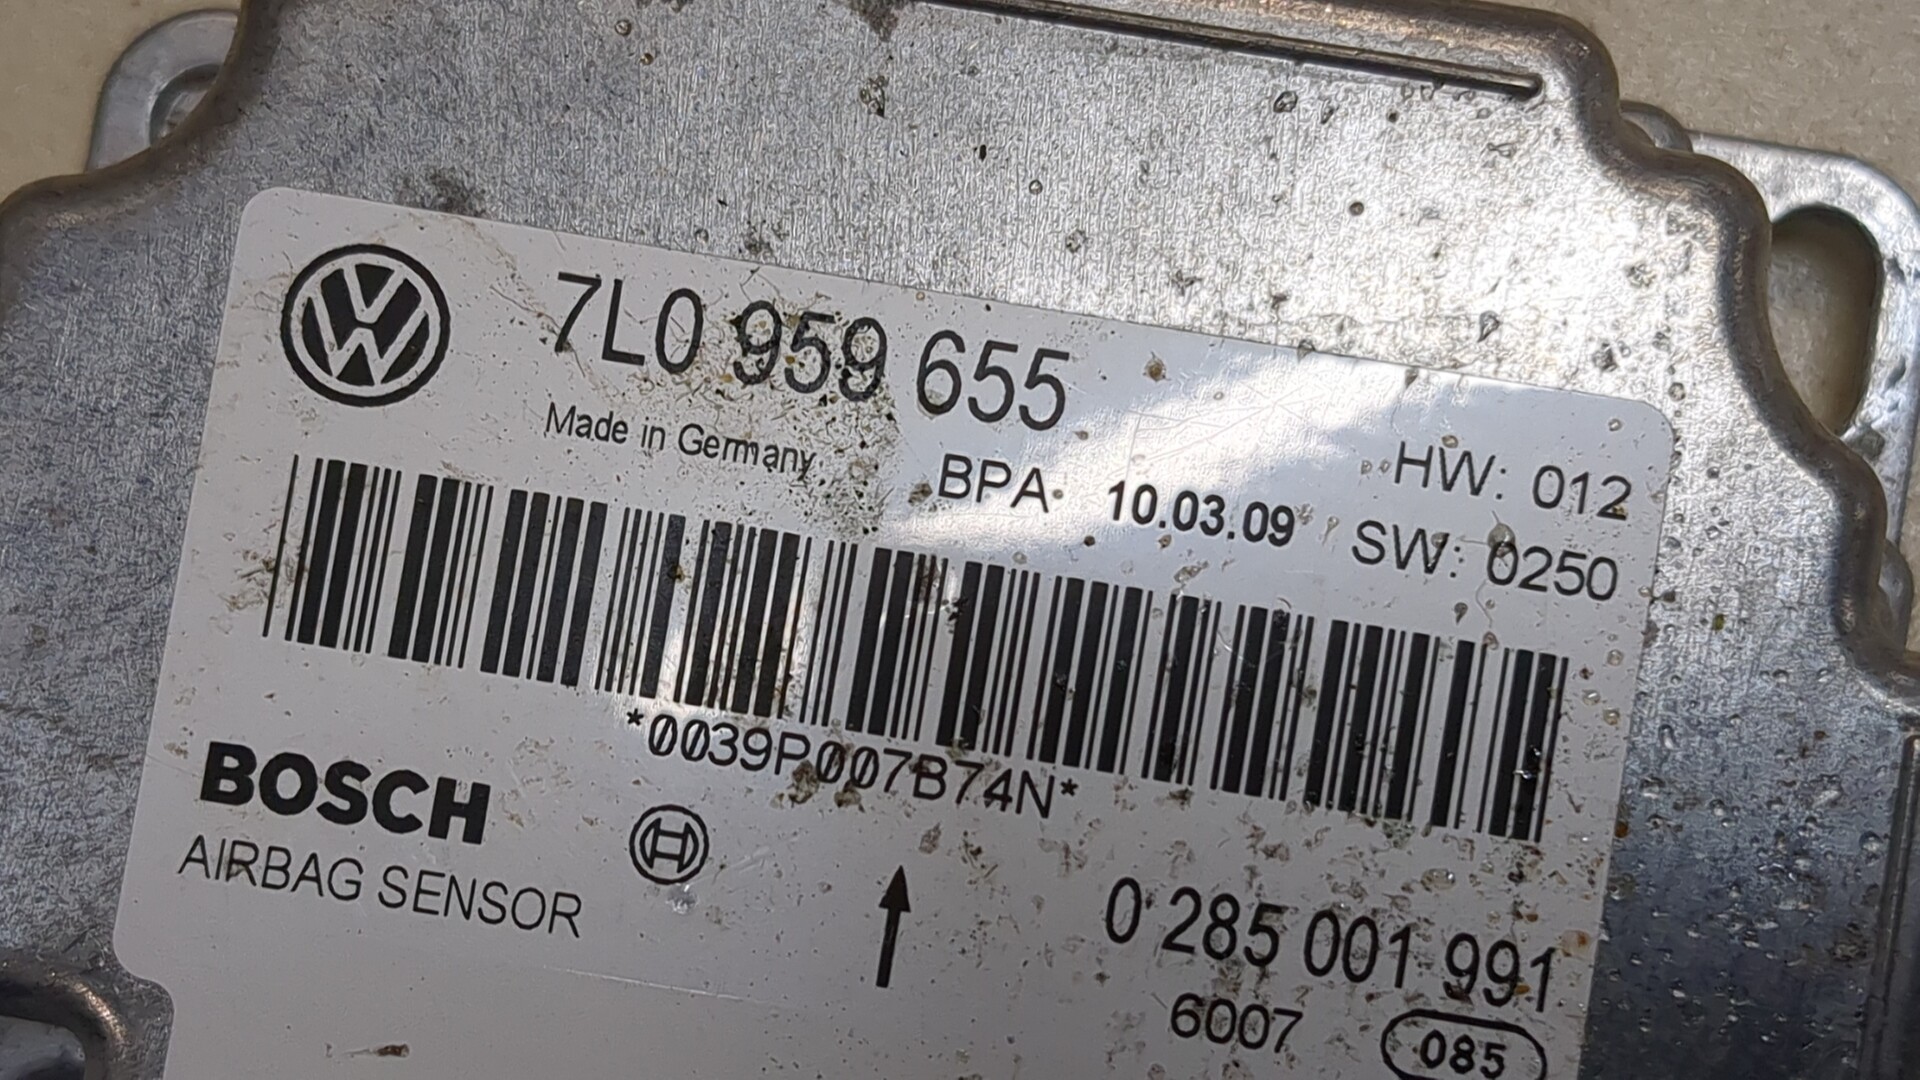 7L0 959 655
Made in Germany
HW: 012
BPA 10.03.09 SW: 0250
*0039P007B74N*
BOSCH
AIRBAG SENSOR
0 285 001 991
6007 085